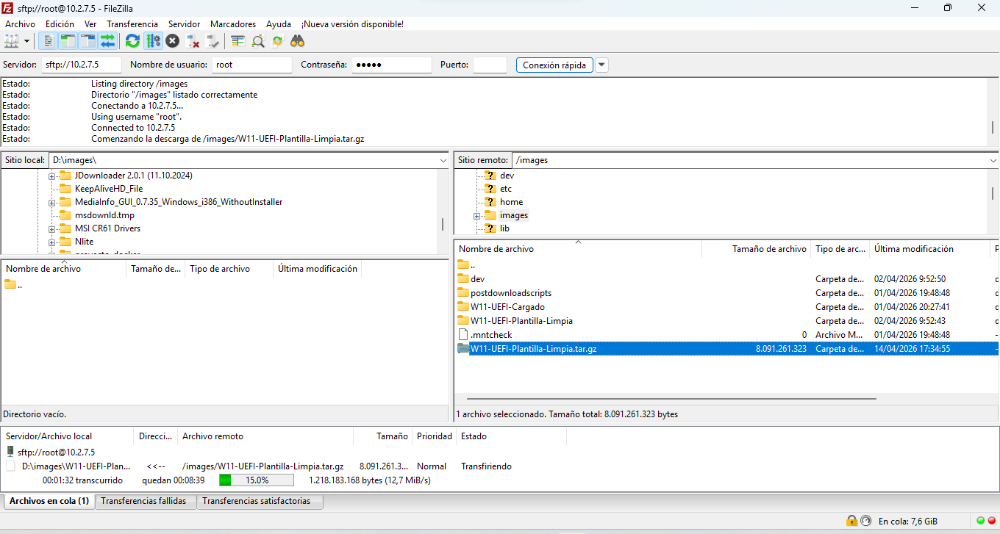 sftp://root@10.2.7.5 - FileZilla
Archivo Edición Ver Transferencia Servidor Marcadores Ayuda ¡Nueva versión disponible!
Servidor: sftp://10.2.7.5 Nombre de usuario: root Contraseña: ●●●●● Puerto: Conexión rápida
Estado: Listing directory /images
Estado: Directorio "/images" listado correctamente
Estado: Conectando a 10.2.7.5...
Estado: Using username "root".
Estado: Connected to 10.2.7.5
Estado: Comenzando la descarga de /images/W11-UEFI-Plantilla-Limpia.tar.gz
Sitio local: D:\images\
JDownloader 2.0.1 (11.10.2024)
KeepAliveHD_File
MediaInfo_GUI_0.7.35_Windows_i386_WithoutInstaller
msdownld.tmp
MSI CR61 Drivers
Nlite
proyecto_docker
Nombre de archivo Tamaño de... Tipo de archivo Última modificación
..
Directorio vacío.
Sitio remoto: /images
dev
etc
home
images
lib
Nombre de archivo Tamaño de archivo Tipo de arc... Última modificación P
..
dev Carpeta de... 02/04/2026 9:52:50 d
postdownloadscripts Carpeta de... 01/04/2026 19:48:48 d
W11-UEFI-Cargado Carpeta de... 01/04/2026 20:27:41 d
W11-UEFI-Plantilla-Limpia Carpeta de... 02/04/2026 9:52:43 d
.mntcheck 0 Archivo M... 01/04/2026 19:48:48 -
W11-UEFI-Plantilla-Limpia.tar.gz 8.091.261.323 Carpeta de... 14/04/2026 17:34:55 -
1 archivo seleccionado. Tamaño total: 8.091.261.323 bytes
Servidor/Archivo local Direcci... Archivo remoto Tamaño Prioridad Estado
sftp://root@10.2.7.5
D:\images\W11-UEFI-Plan... <<-- /images/W11-UEFI-Plantilla-Limpia.tar.gz 8.091.261.3... Normal Transfiriendo
00:01:32 transcurrido quedan 00:08:39 15.0% 1.218.183.168 bytes (12,7 MiB/s)
Archivos en cola (1) Transferencias fallidas Transferencias satisfactorias
En cola: 7,6 GiB